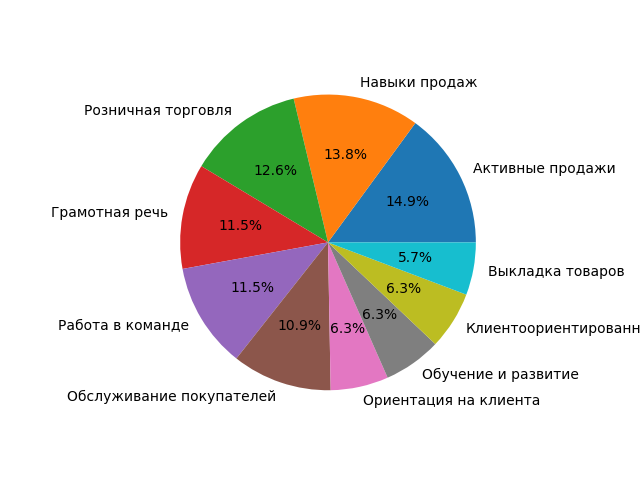 Навыки продаж
Розничная торговля
13.8%
12.6%
Активные продажи
14.9%
Грамотная речь
11.5%
5.7%
Выкладка товаров
11.5%
6.3%
Работа в команде
10.9%
6.3%
6.3%
Клиентоориентированн
Обучение и развитие
Обслуживание покупателей
Ориентация на клиента